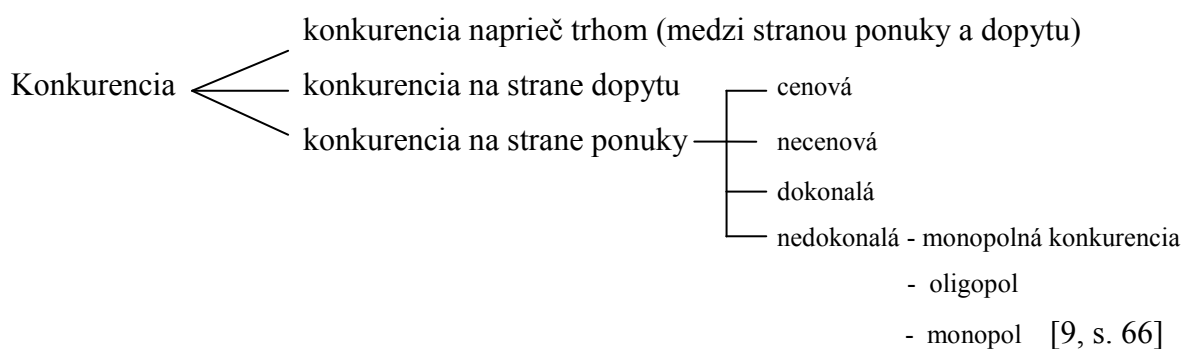 konkurencia naprieč trhom (medzi stranou ponuky a dopytu)
Konkurencia
konkurencia na strane dopytu
cenová
konkurencia na strane ponuky
necenová
dokonalá
nedokonalá - monopolná konkurencia
- oligopol
- monopol [9, s. 66]